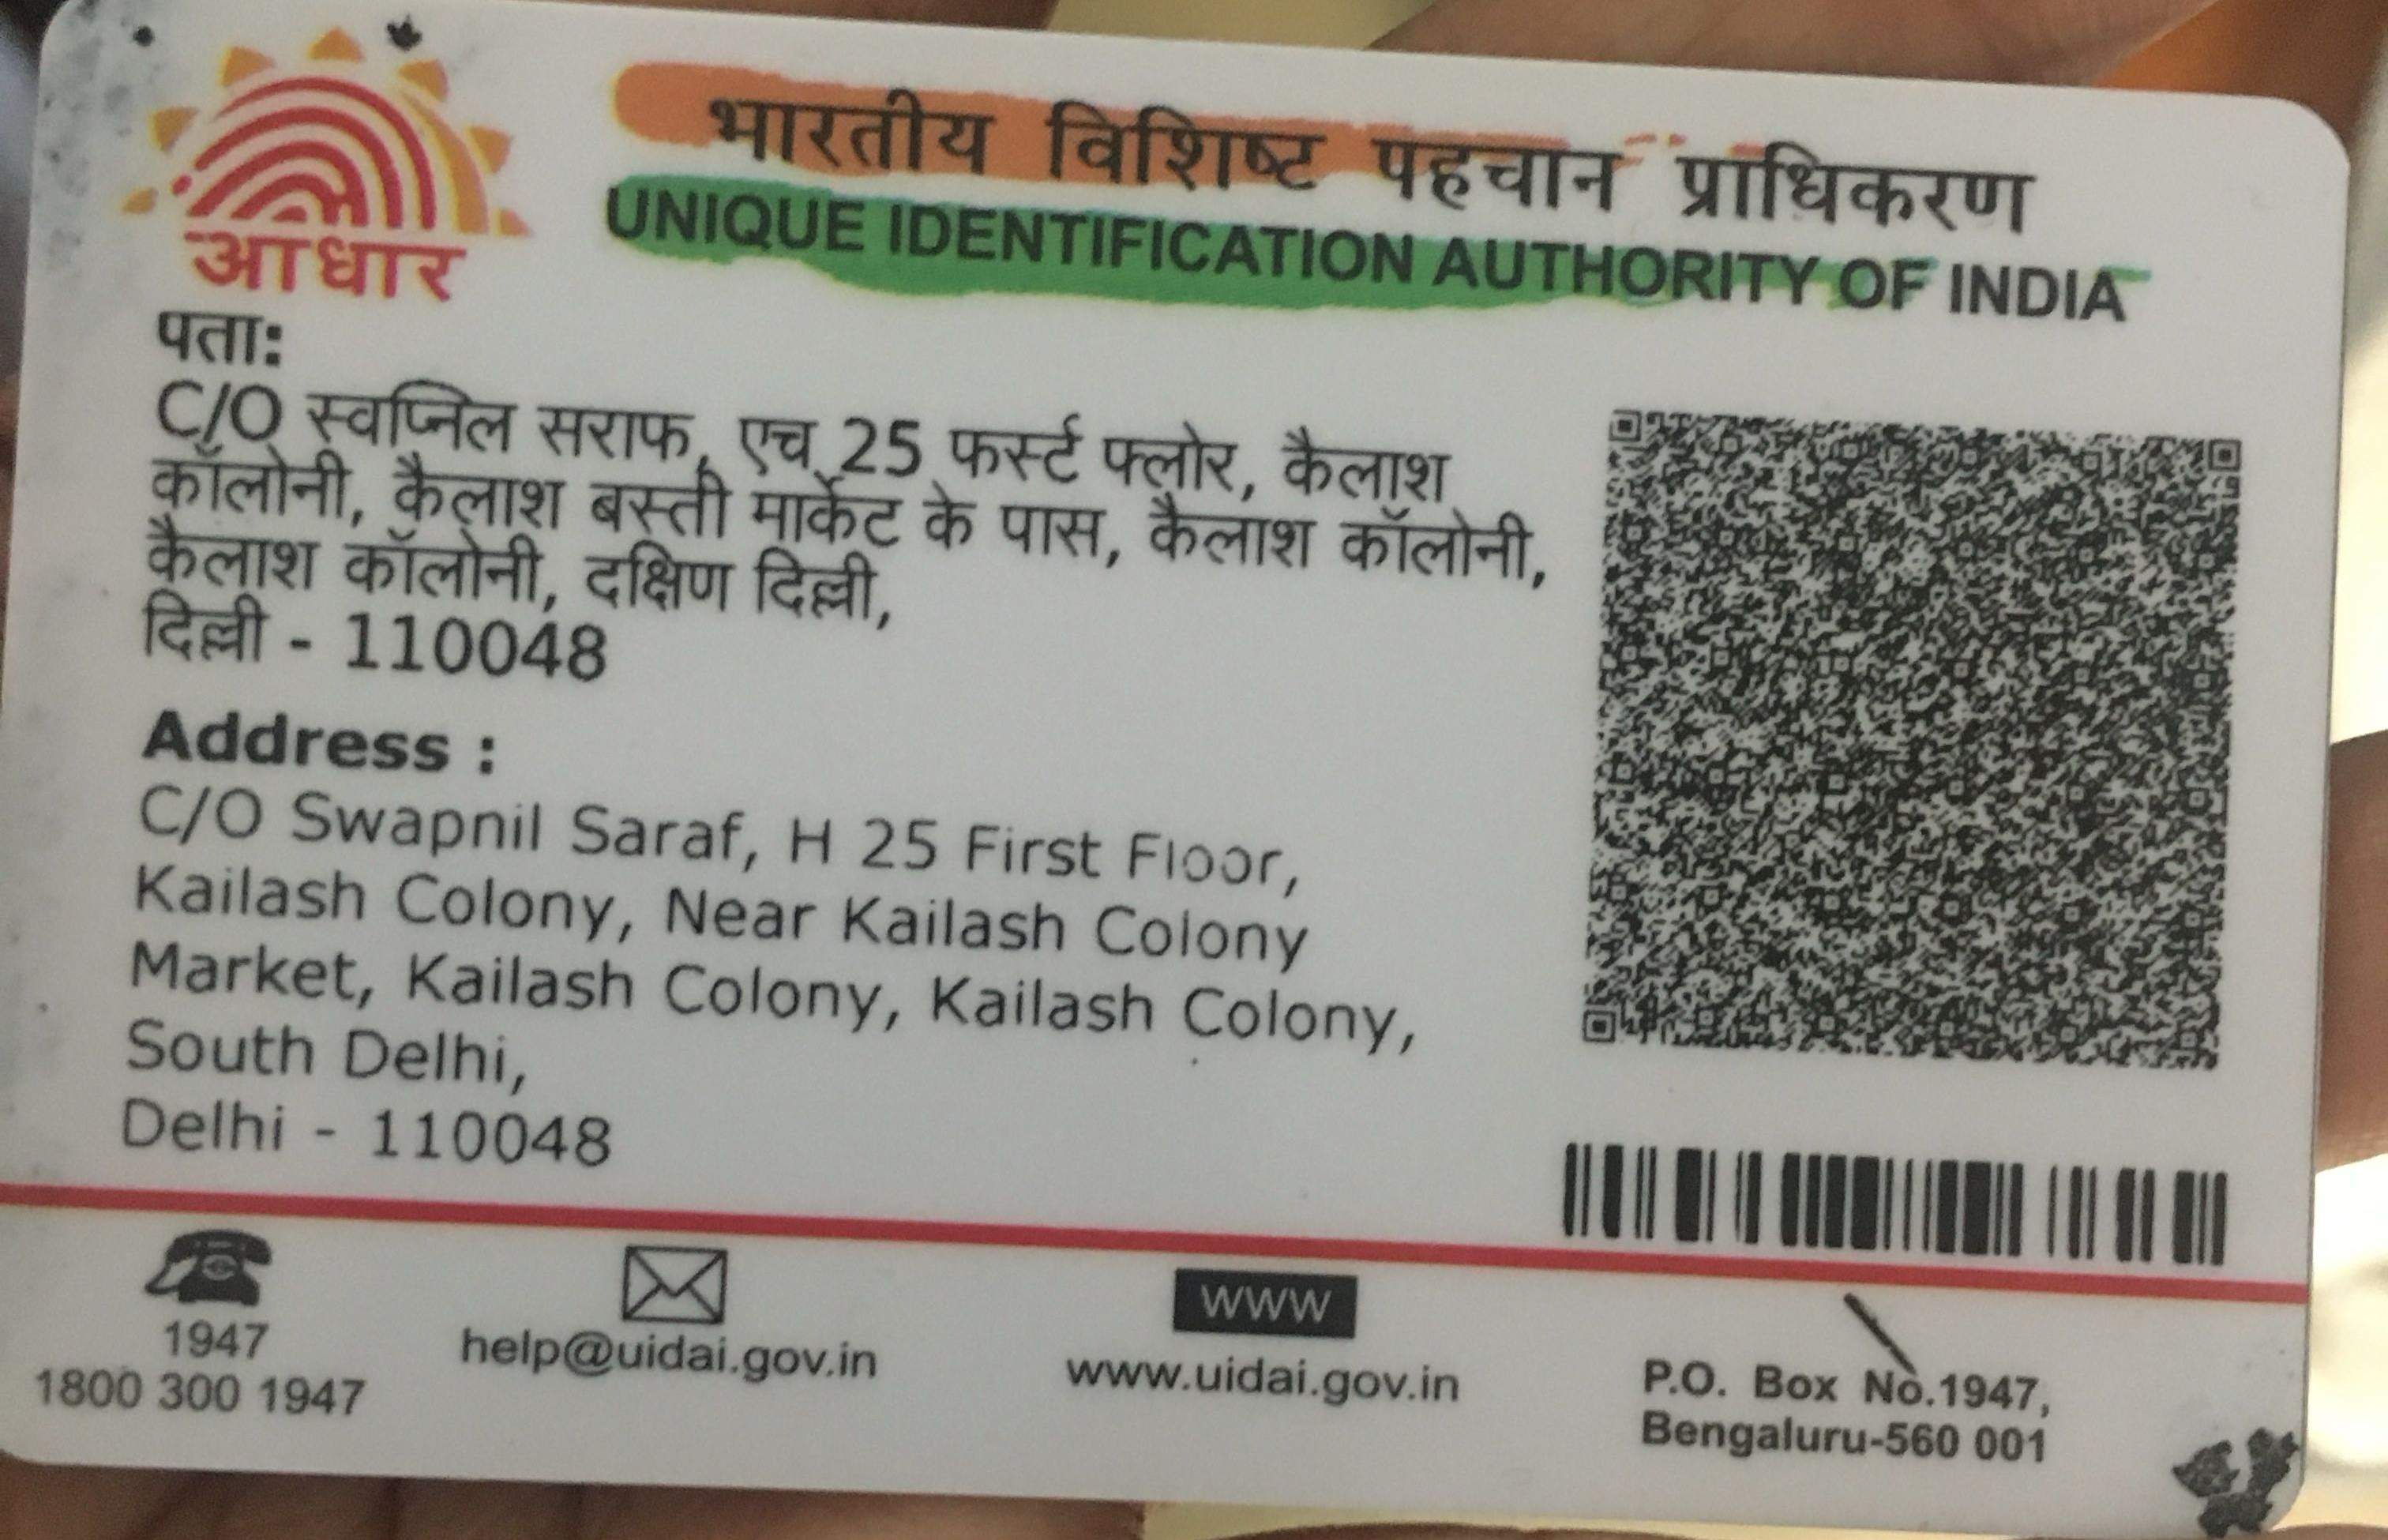 आधार
भारतीय विशिष्ट पहचान प्राधिकरण
UNIQUE IDENTIFICATION AUTHORITY OF INDIA
पता:
C/O स्वप्निल सराफ, एच 25 फर्स्ट फ्लोर, कैलाश
कॉलोनी, कैलाश बस्ती मार्केट के पास, कैलाश कॉलोनी,
कैलाश कॉलोनी, दक्षिण दिल्ली,
दिल्ली - 110048
Address :
C/O Swapnil Saraf, H 25 First Floor,
Kailash Colony, Near Kailash Colony
Market, Kailash Colony, Kailash Colony,
South Delhi,
Delhi - 110048
1947
1800 300 1947
help@uidai.gov.in
WWW
www.uidai.gov.in
P.O. Box No.1947,
Bengaluru-560 001